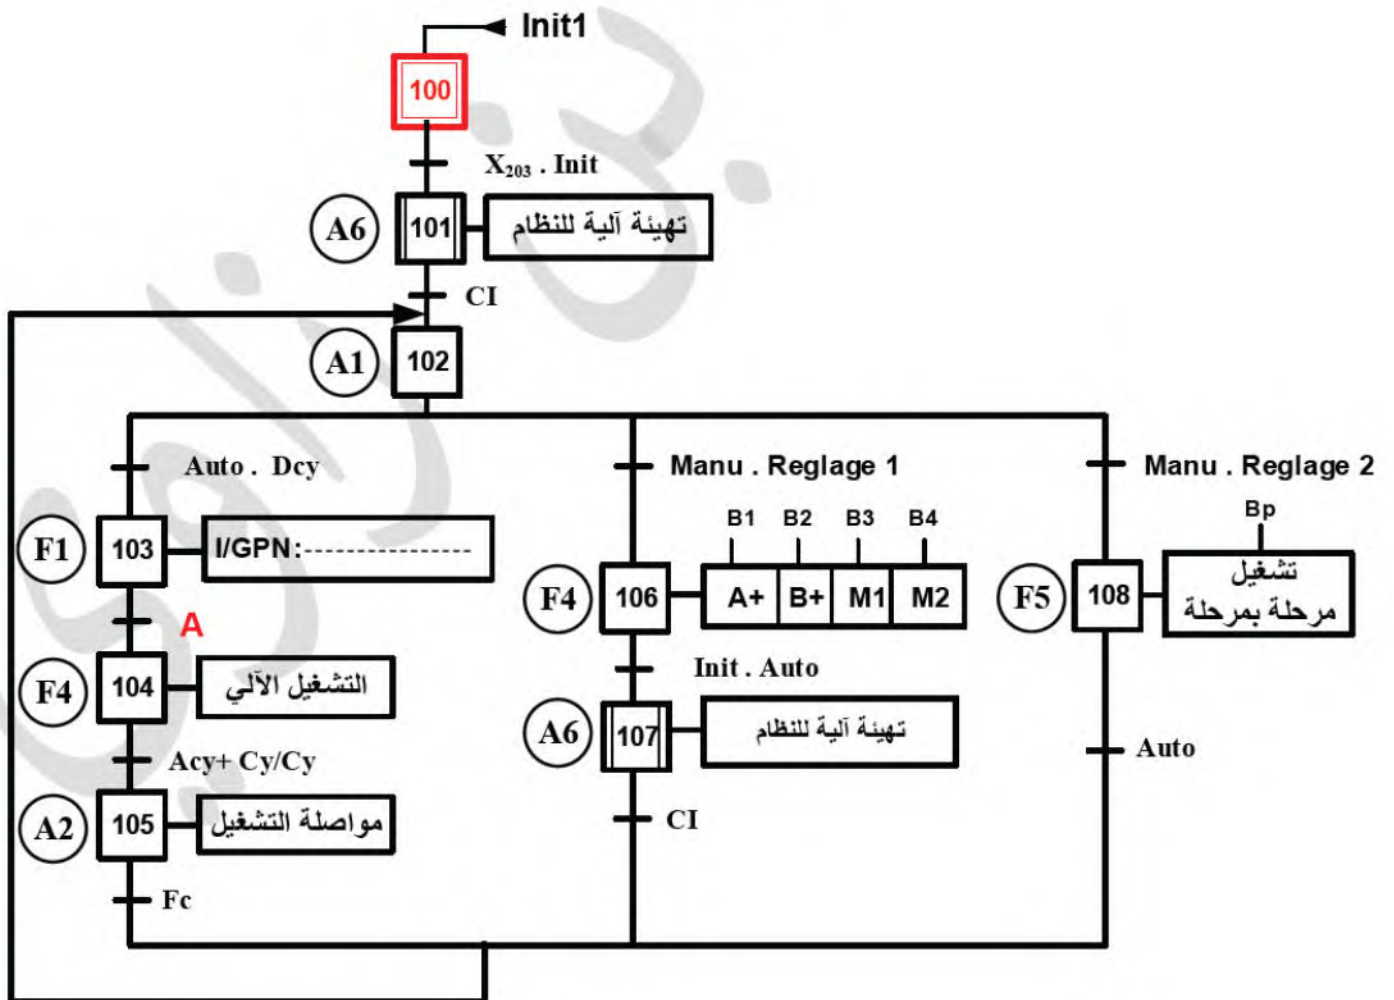 Init1
100
X₂₀₃ . Init
A6
101
تهيئة آلية للنظام
CI
A1
102
Auto . Dcy
Manu . Reglage 1
Manu . Reglage 2
F1
103
I/GPN:-----------------
B1 B2 B3 B4
F4
106
A+ B+ M1 M2
Bp
F5
108
تشغيل
مرحلة بمرحلة
A
F4
104
التشغيل الآلي
Init . Auto
A6
107
تهيئة آلية للنظام
Acy+ Cy/Cy
Auto
A2
105
مواصلة التشغيل
CI
Fc